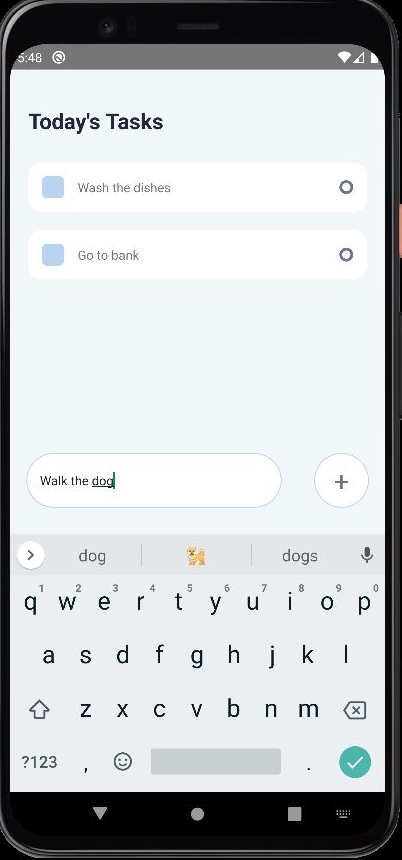 5:48
Today's Tasks
Wash the dishes
Go to bank
Walk the dog
+
dog dogs
1 2 3 4 5 6 7 8 9 0
q w e r t y u i o p
a s d f g h j k l
z x c v b n m
?123 , .